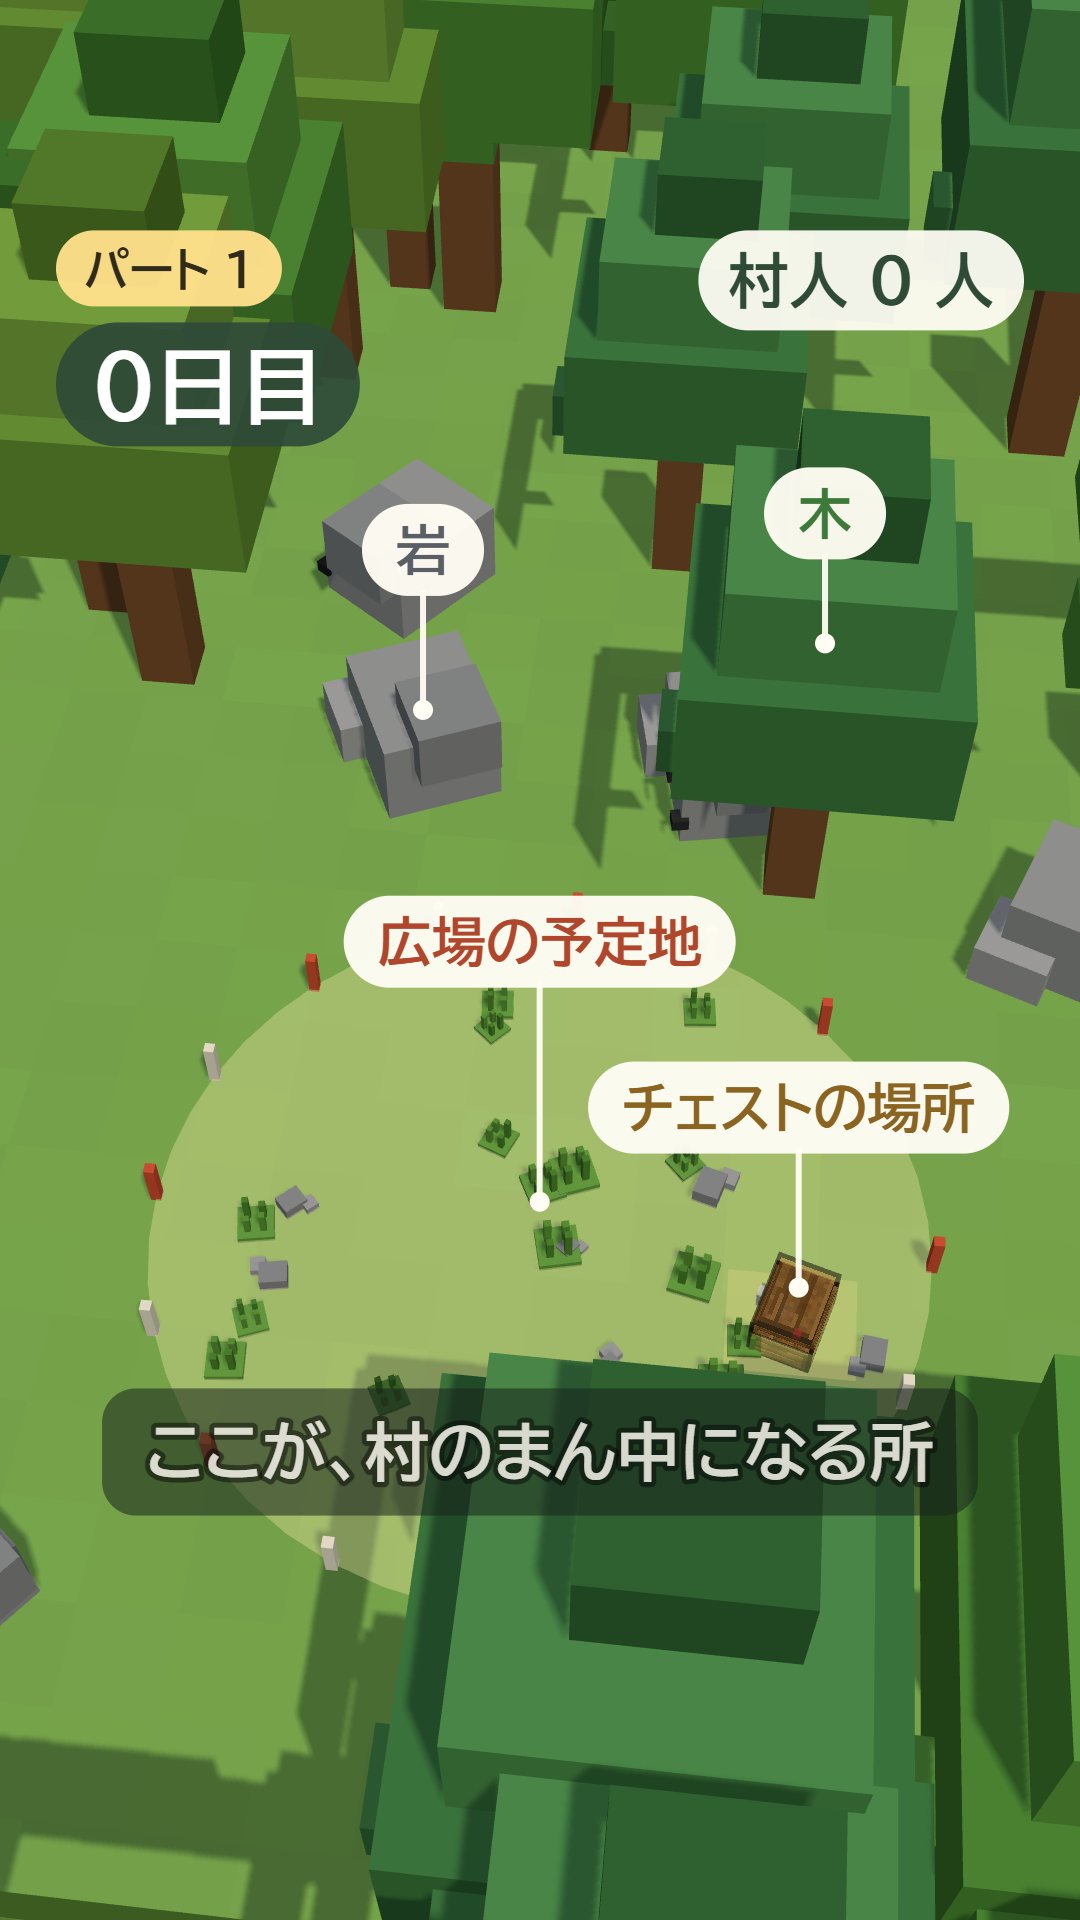 パート 1
0日目
村人 0 人
岩
木
広場の予定地
チェストの場所
ここが、村のまん中になる所